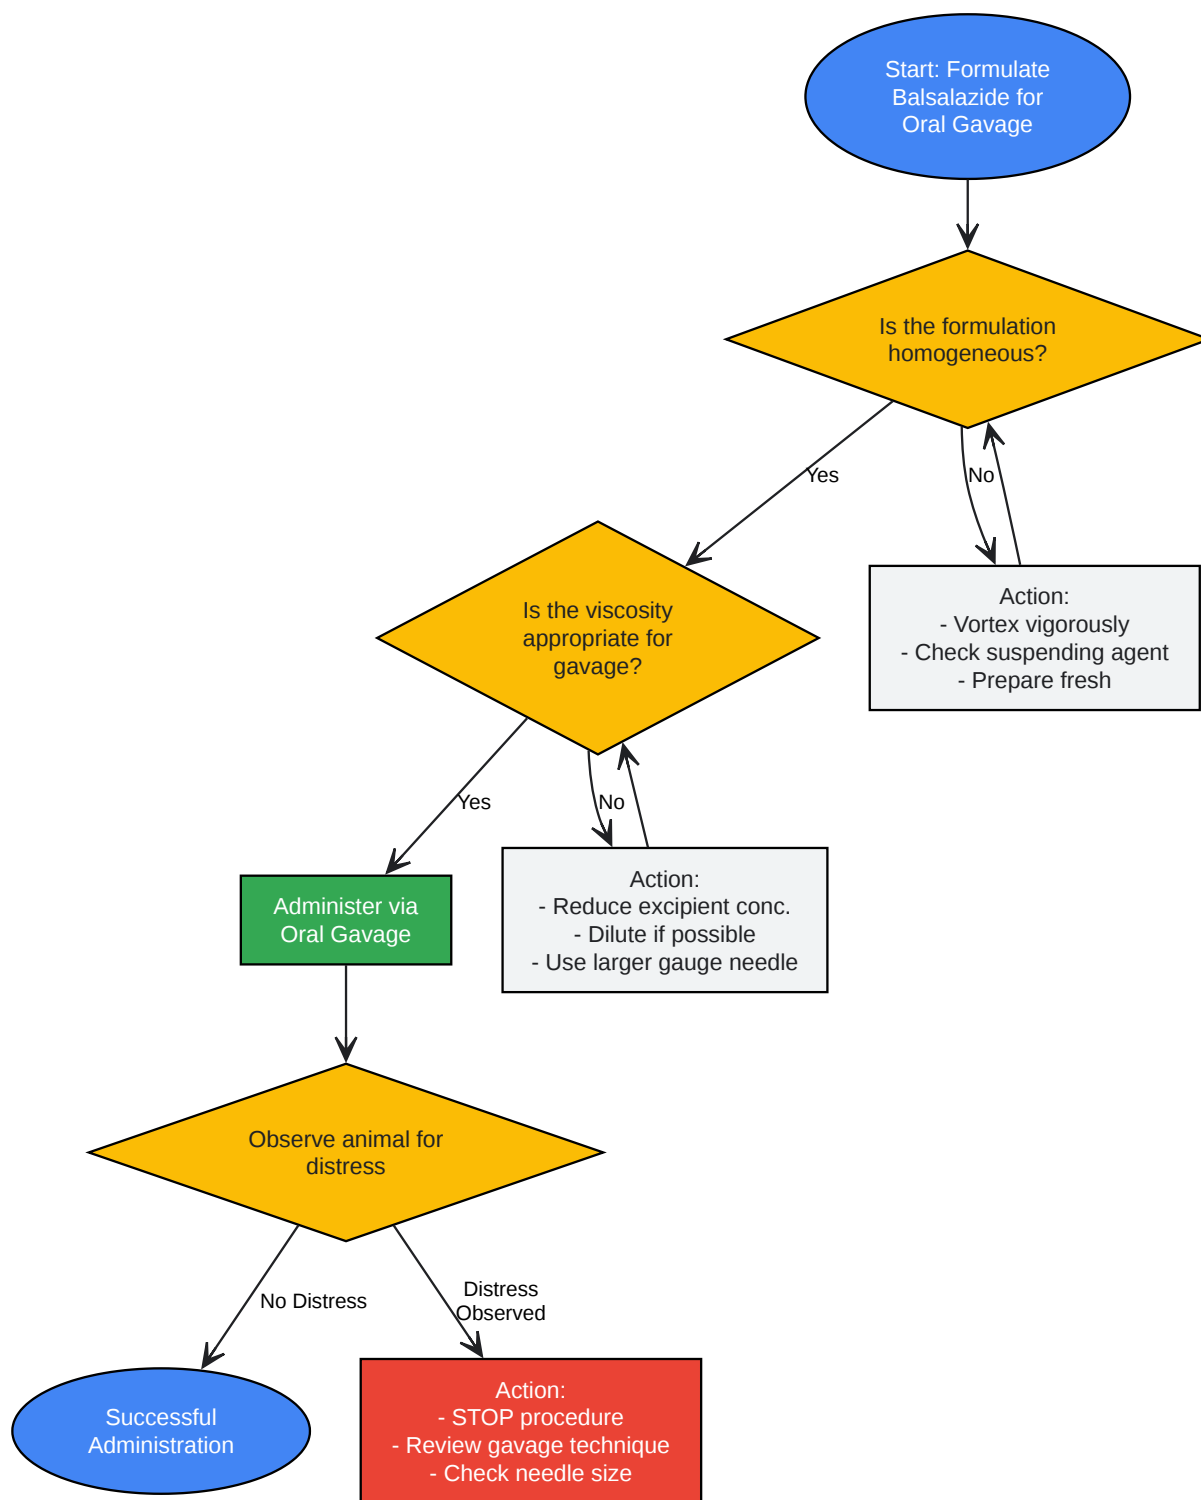 Start: Formulate
Balsalazide for
Oral Gavage
Is the formulation
homogeneous?
Yes
No
Action:
- Vortex vigorously
- Check suspending agent
- Prepare fresh
Is the viscosity
appropriate for
gavage?
Yes
No
Action:
- Reduce excipient conc.
- Dilute if possible
- Use larger gauge needle
Administer via
Oral Gavage
Observe animal for
distress
No Distress
Distress
Observed
Successful
Administration
Action:
- STOP procedure
- Review gavage technique
- Check needle size